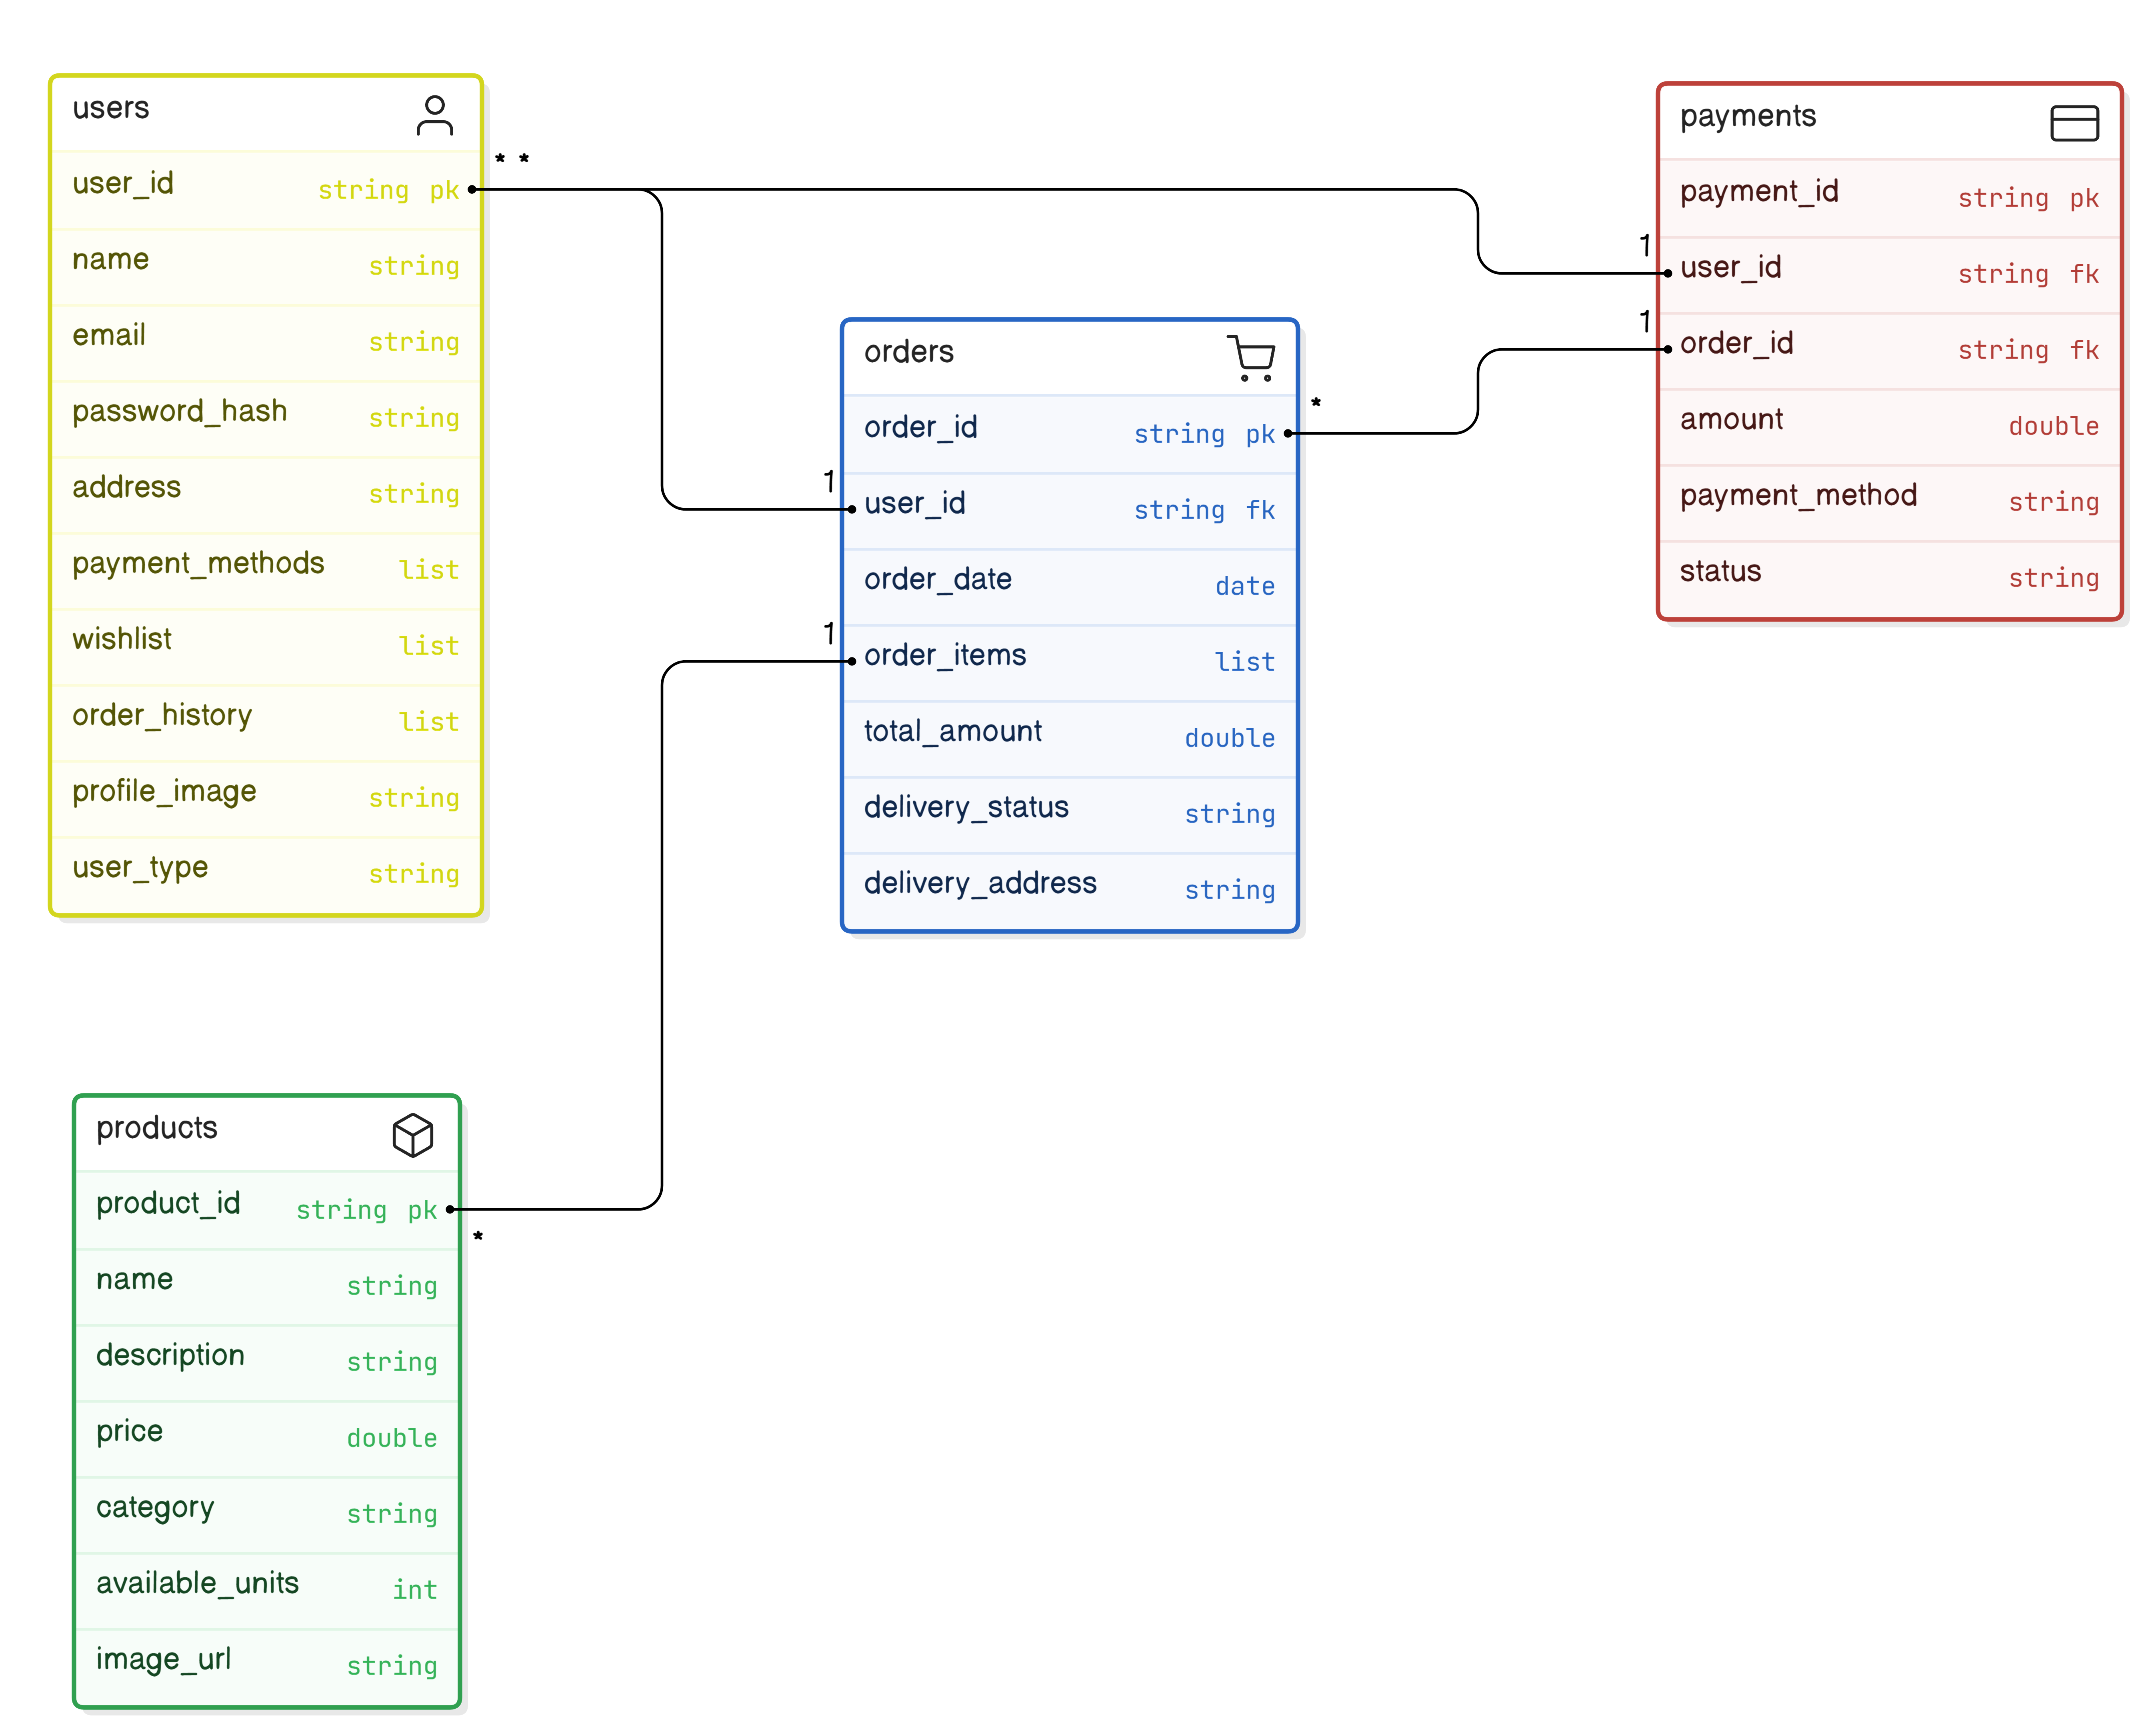 users
* *
user_id string pk
name string
email string
password_hash string
address string
payment_methods list
wishlist list
order_history list
profile_image string
user_type string
payments
payment_id string pk
1
user_id string fk
1
order_id string fk
amount double
payment_method string
status string
orders
*
order_id string pk
1
user_id string fk
order_date date
1
order_items list
total_amount double
delivery_status string
delivery_address string
products
product_id string pk
*
name string
description string
price double
category string
available_units int
image_url string